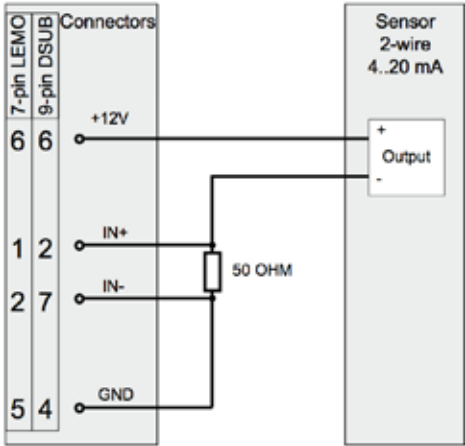 7-pin LEMO
9-pin DSUB
Connectors
Sensor
2-wire
4..20 mA
+12V
6 6
+
Output
-
IN+
1 2
50 OHM
IN-
2 7
GND
5 4